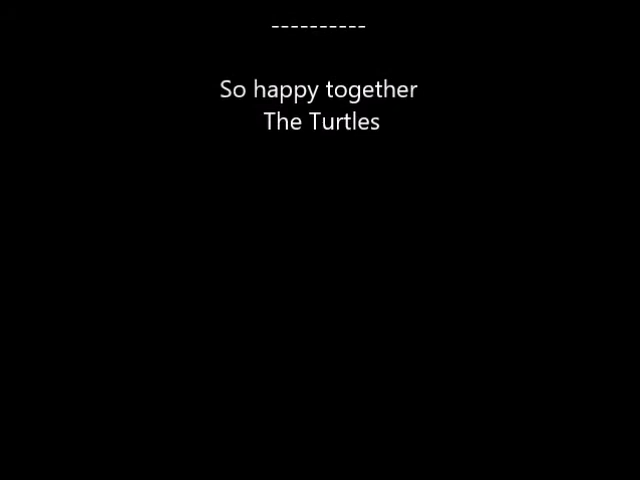 ----------
So happy together
The Turtles